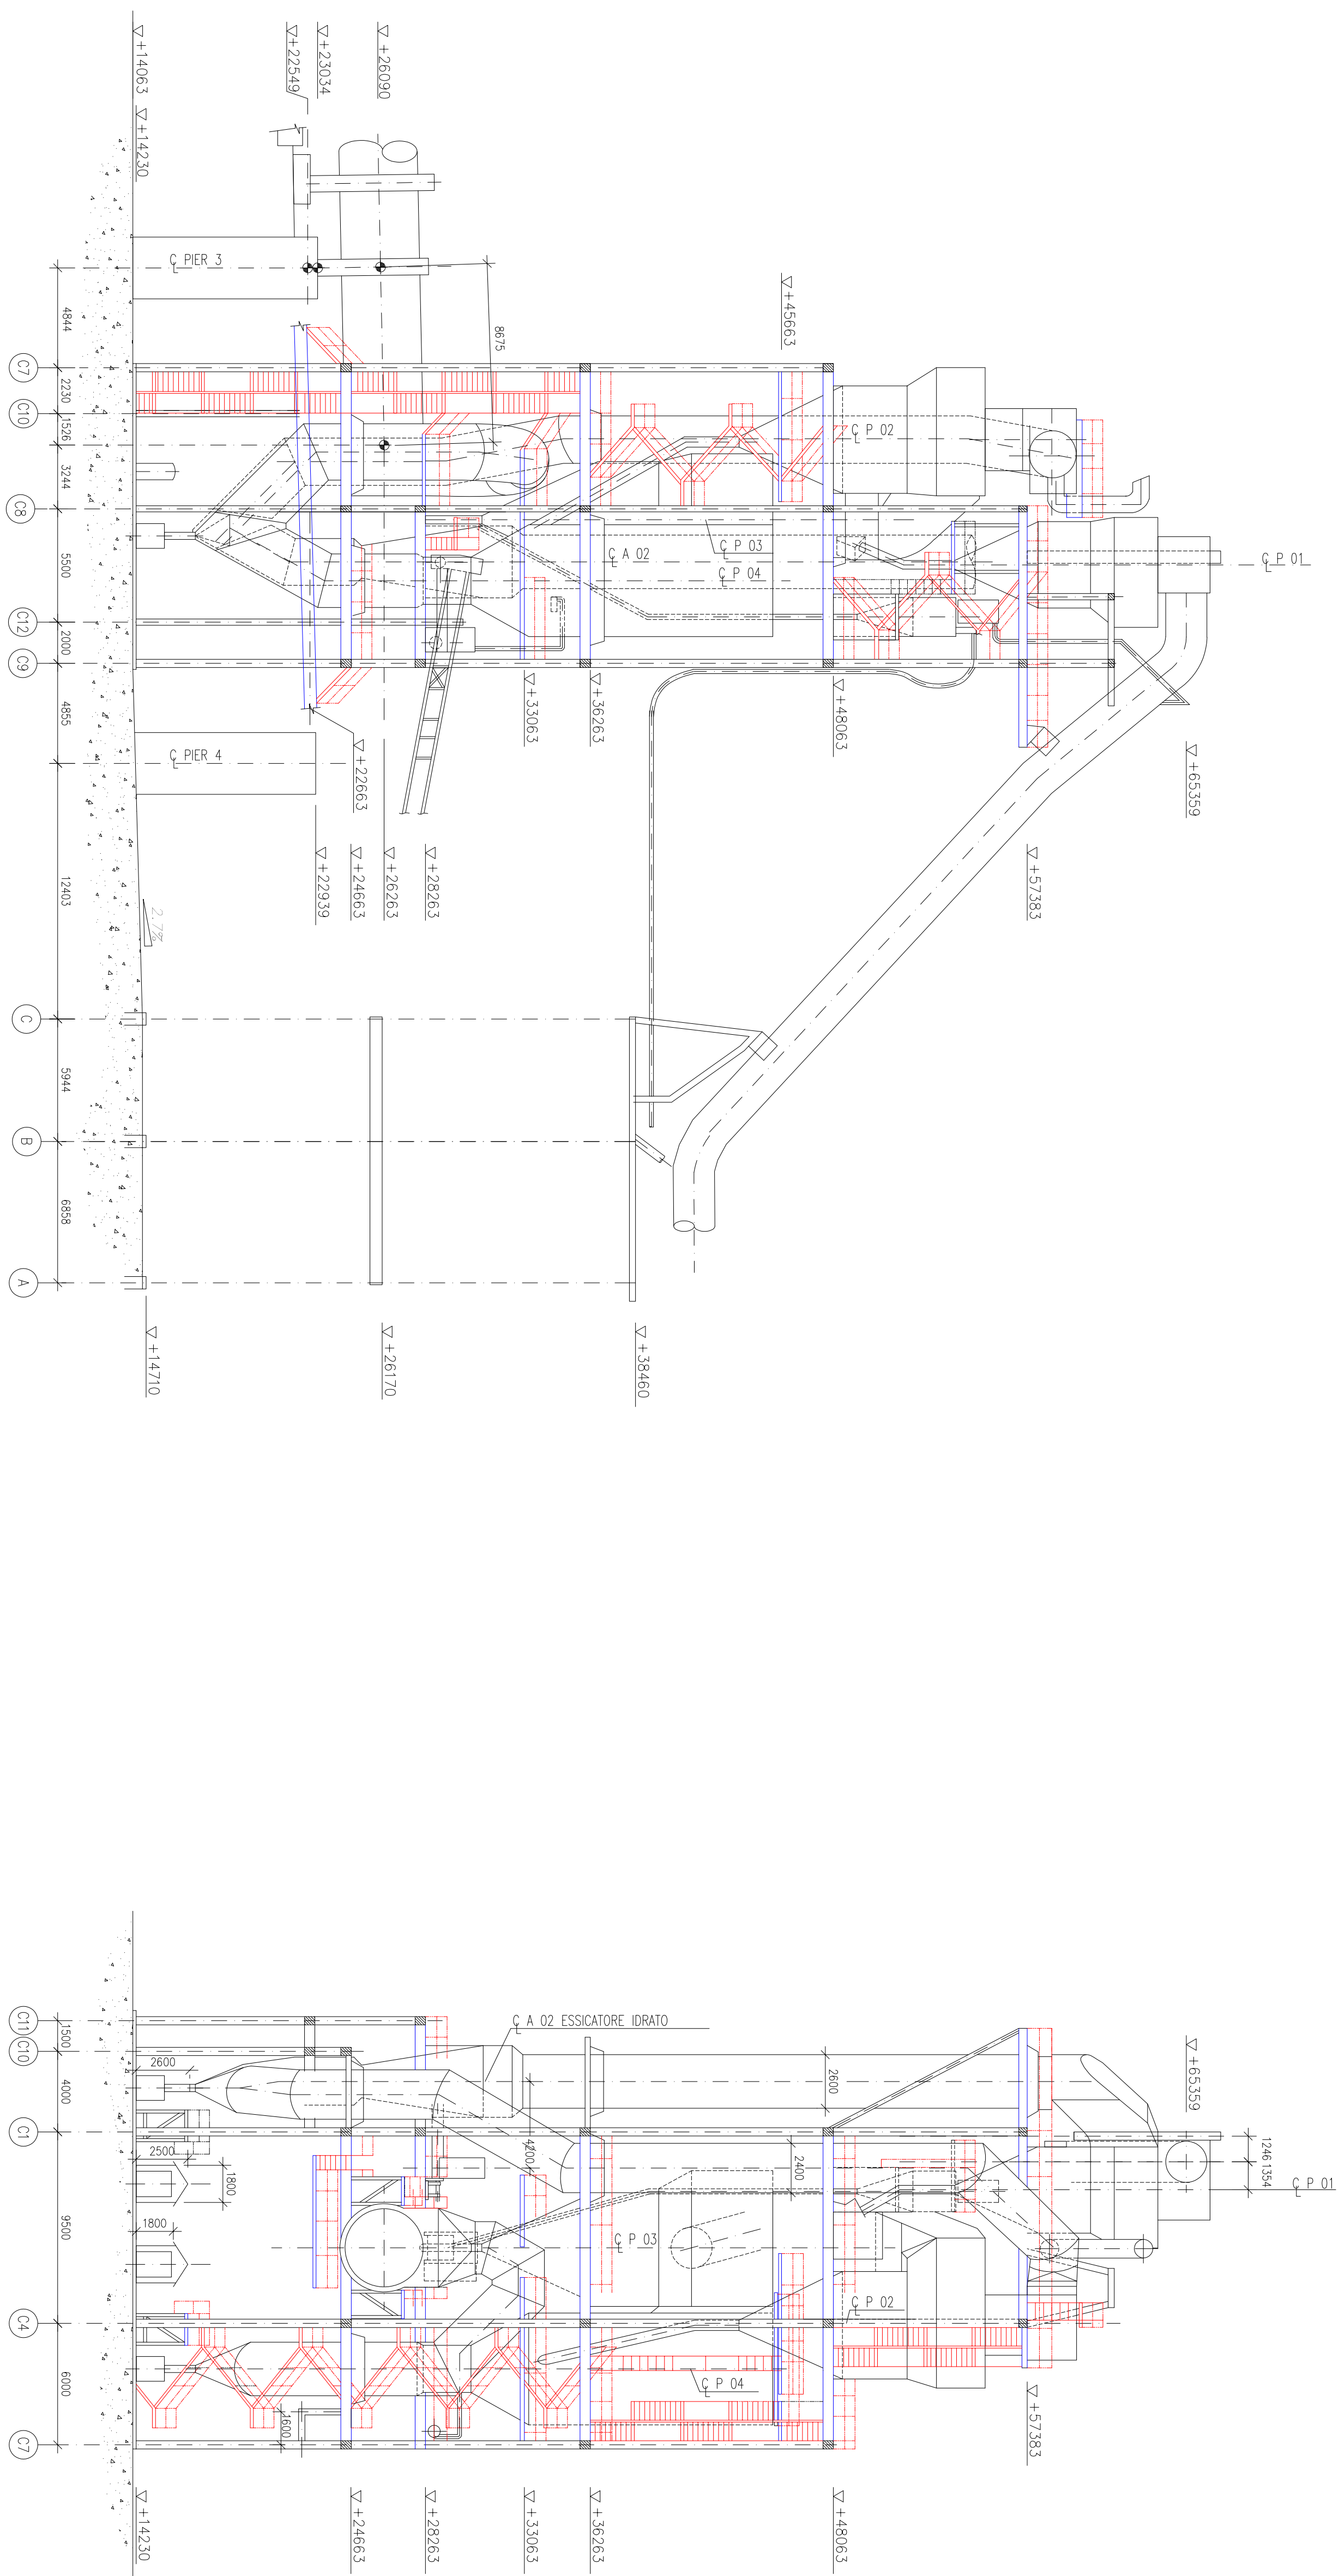 ▽+14063
▽+14230
▽+22549
▽+23034
▽+26090
℄ PIER 3
8675
▽+45663
4844
C7
2230
C10
1526
3244
C8
5500
C12
2000
C9
4855
12403
C
5944
B
6858
A
℄ P 02
℄ P 03
℄ A 02
℄ P 04
℄ P 01
▽+33063
▽+36263
▽+48063
▽+65359
℄ PIER 4
▽+22663
▽+22939
▽+24663
▽+26263
▽+28263
▽+57383
2.7%
▽+14710
▽+26170
▽+38460
C11
1500
C10
4000
C1
9500
C4
6000
C7
℄ A 02 ESSICATORE IDRATO
2600
2600
2500
1800
1800
4200
2400
1600
▽+65359
1246
1354
℄ P 01
℄ P 03
℄ P 02
℄ P 04
▽+57383
▽+14230
▽+24663
▽+28263
▽+33063
▽+36263
▽+48063